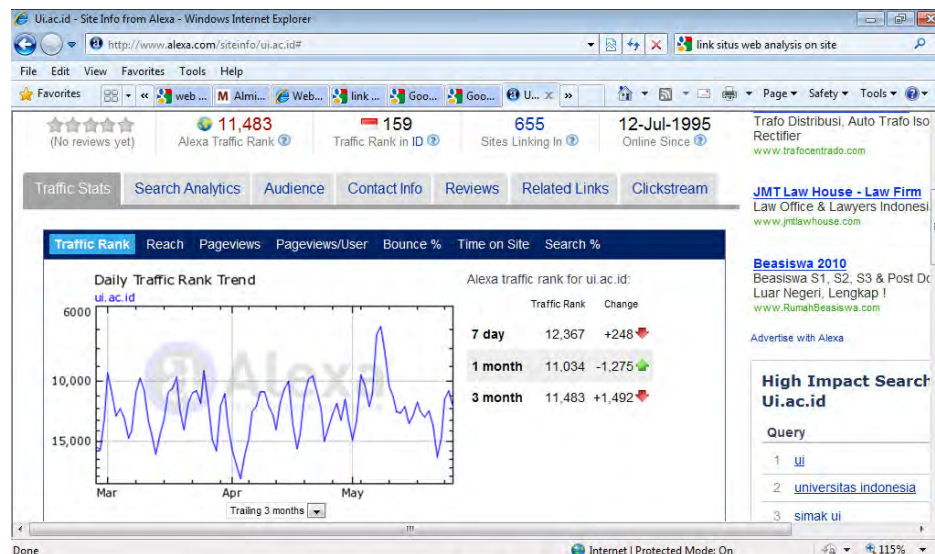 Ui.ac.id - Site Info from Alexa - Windows Internet Explorer
http://www.alexa.com/siteinfo/ui.ac.id#
link situs web analysis on site
File Edit View Favorites Tools Help
Favorites
web ...
Almi...
Web...
link ...
Goo...
Goo...
U...
Page Safety Tools
(No reviews yet)
11,483
Alexa Traffic Rank
159
Traffic Rank in ID
655
Sites Linking In
12-Jul-1995
Online Since
Traffic Stats Search Analytics Audience Contact Info Reviews Related Links Clickstream
Traffic Rank Reach Pageviews Pageviews/User Bounce % Time on Site Search %
Daily Traffic Rank Trend
ui.ac.id
6000
10,000
15,000
Mar Apr May
Alexa
Trailing 3 months
Alexa traffic rank for ui.ac.id:
Traffic Rank Change
7 day 12,367 +248
1 month 11,034 -1,275
3 month 11,483 +1,492
Trafo Distribusi, Auto Trafo Iso
Rectifier
www.trafocentrado.com
JMT Law House - Law Firm
Law Office & Lawyers Indonesi
www.jmtlawhouse.com
Beasiswa 2010
Beasiswa S1, S2, S3 & Post Do
Luar Negeri, Lengkap !
www.RumahBeasiswa.com
Advertise with Alexa
High Impact Search
Ui.ac.id
Query
1 ui
2 universitas indonesia
3 simak ui
Done
Internet | Protected Mode: On
115%